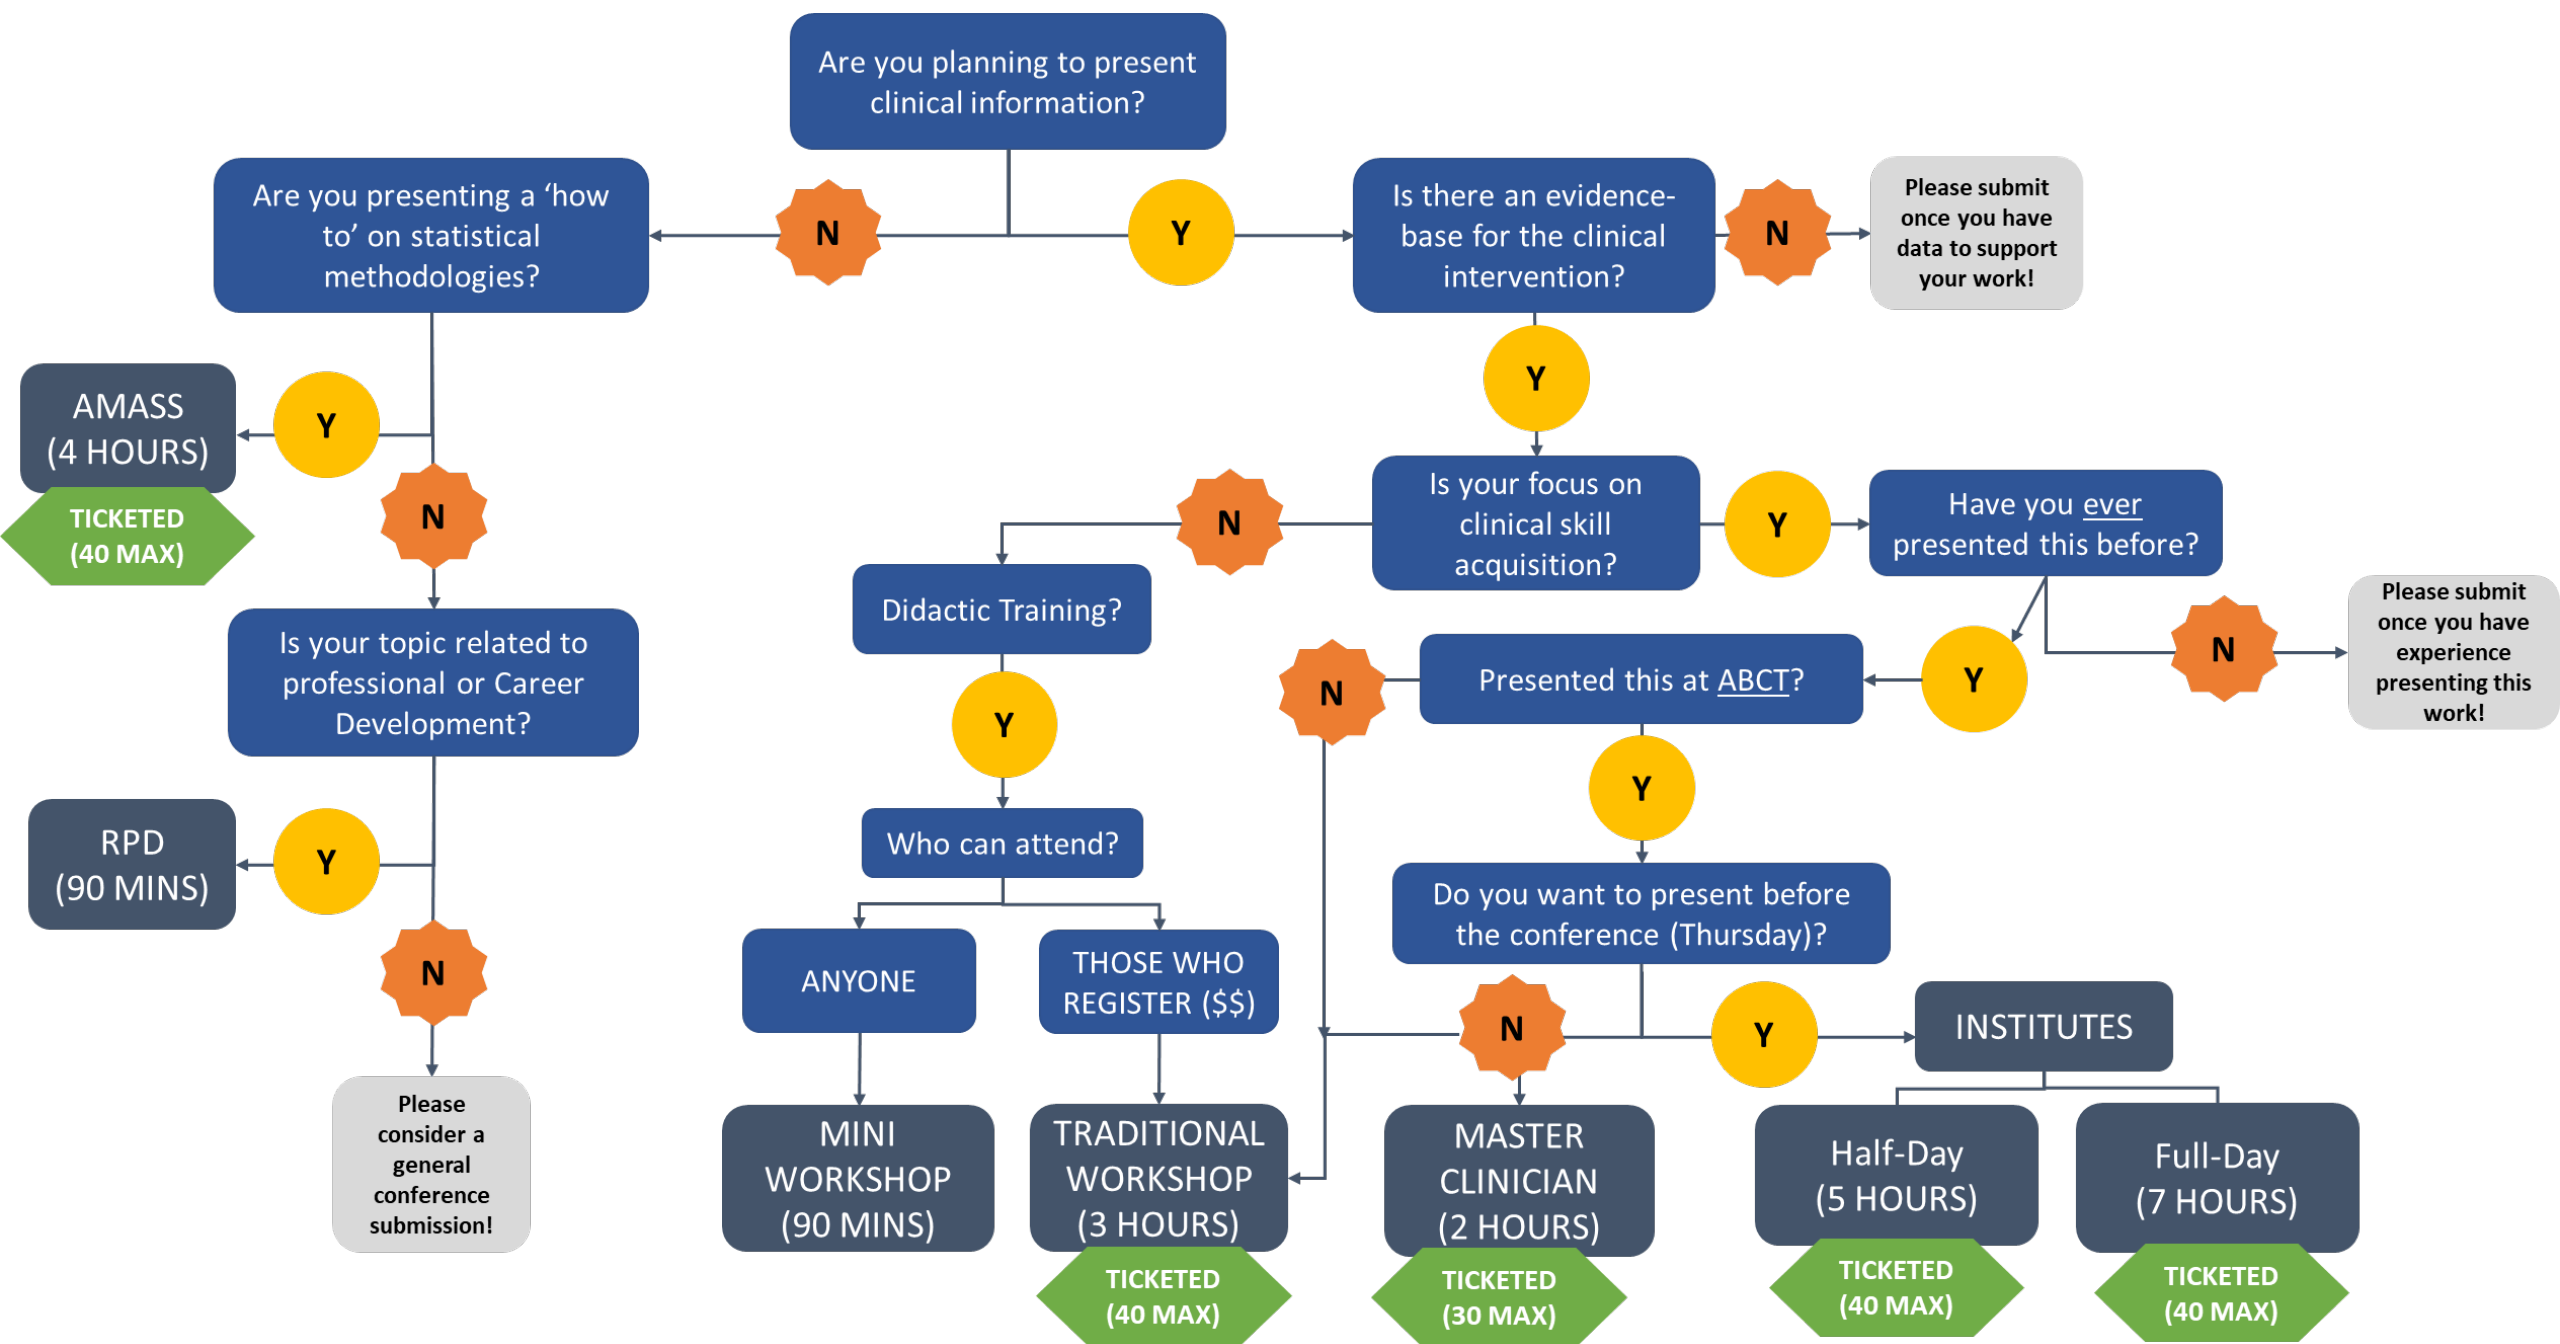 Are you planning to present
clinical information?
Are you presenting a ‘how
to’ on statistical
methodologies?
N
Y
Is there an evidence-
base for the clinical
intervention?
N
Please submit
once you have
data to support
your work!
Y
AMASS
(4 HOURS)
Y
TICKETED
(40 MAX)
N
N
Is your focus on
clinical skill
acquisition?
Y
Have you ever
presented this before?
Didactic Training?
Please submit
once you have
experience
presenting this
work!
Is your topic related to
professional or Career
Development?
N
Presented this at ABCT?
Y
N
Y
Y
RPD
(90 MINS)
Y
Who can attend?
Do you want to present before
the conference (Thursday)?
N
ANYONE
THOSE WHO
REGISTER ($$)
N
Y
INSTITUTES
Please
consider a
general
conference
submission!
MINI
WORKSHOP
(90 MINS)
TRADITIONAL
WORKSHOP
(3 HOURS)
TICKETED
(40 MAX)
MASTER
CLINICIAN
(2 HOURS)
TICKETED
(30 MAX)
Half-Day
(5 HOURS)
TICKETED
(40 MAX)
Full-Day
(7 HOURS)
TICKETED
(40 MAX)